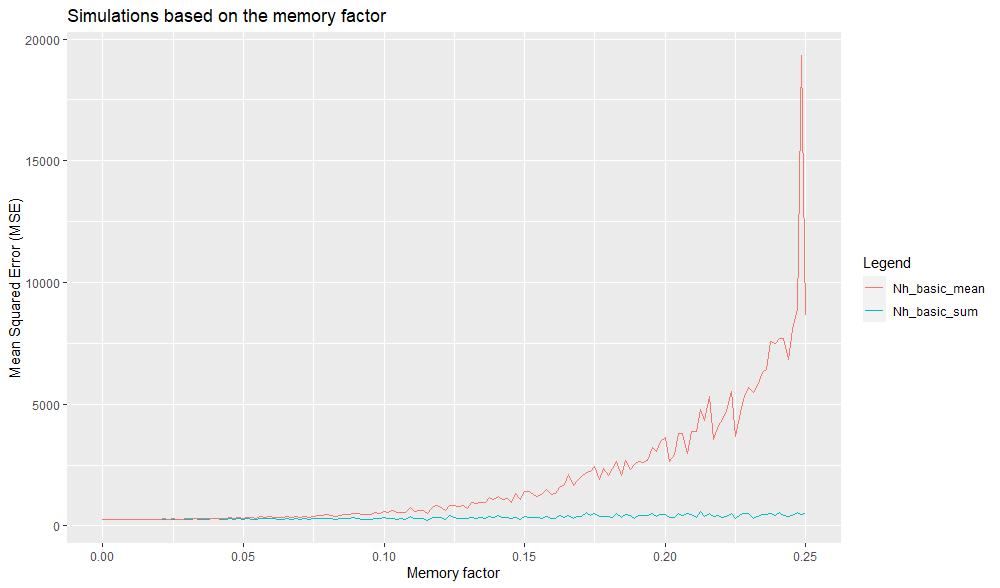 Simulations based on the memory factor
Mean Squared Error (MSE)
20000
15000
10000
5000
0
0.00 0.05 0.10 0.15 0.20 0.25
Memory factor
Legend
Nh_basic_mean
Nh_basic_sum